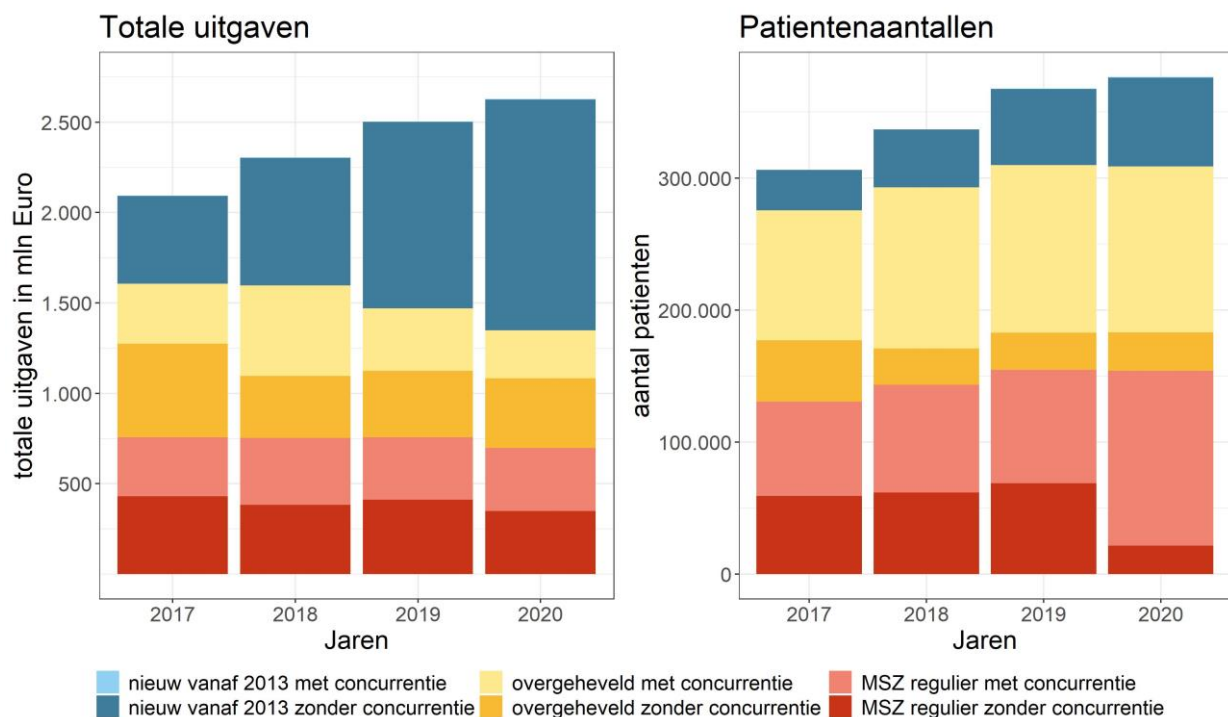 Totale uitgaven
totale uitgaven in mln Euro
2.500
2.000
1.500
1.000
500
2017 2018 2019 2020
Jaren
Patientenaantallen
aantal patienten
300.000
200.000
100.000
0
2017 2018 2019 2020
Jaren
nieuw vanaf 2013 met concurrentie
nieuw vanaf 2013 zonder concurrentie
overgeheveld met concurrentie
overgeheveld zonder concurrentie
MSZ regulier met concurrentie
MSZ regulier zonder concurrentie